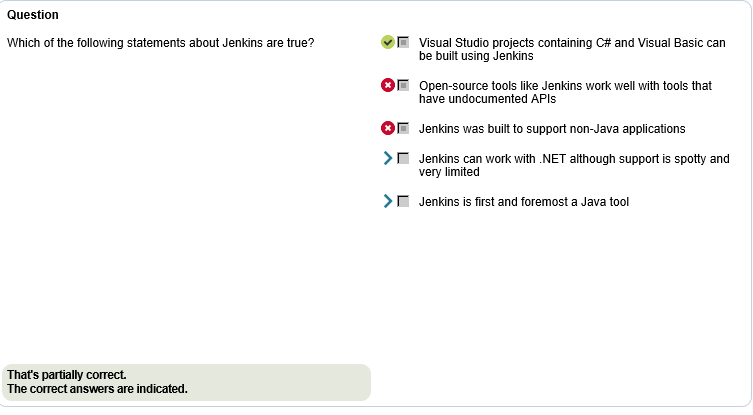 Question
Which of the following statements about Jenkins are true?
Visual Studio projects containing C# and Visual Basic can
be built using Jenkins
Open-source tools like Jenkins work well with tools that
have undocumented APIs
Jenkins was built to support non-Java applications
Jenkins can work with .NET although support is spotty and
very limited
Jenkins is first and foremost a Java tool
That's partially correct.
The correct answers are indicated.